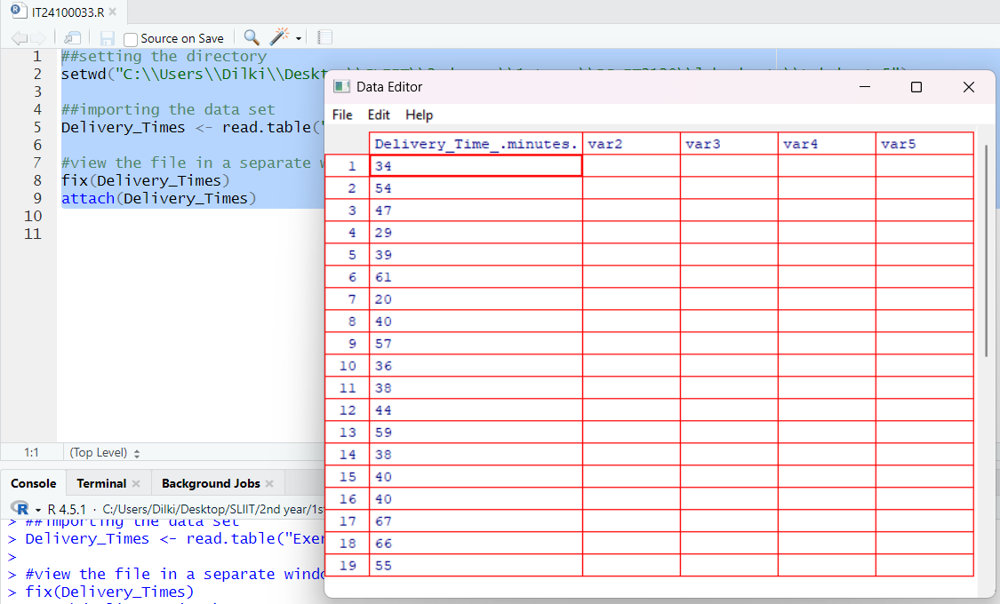 IT24100033.R
Source on Save
1 ##setting the directory
2 setwd("C:\\Users\\Dilki\\Deskt
3
4 ##importing the data set
5 Delivery_Times <- read.table("
6
7 #view the file in a separate w
8 fix(Delivery_Times)
9 attach(Delivery_Times)
10
11
Data Editor
File Edit Help
Delivery_Time_.minutes. var2 var3 var4 var5
1 34
2 54
3 47
4 29
5 39
6 61
7 20
8 40
9 57
10 36
11 38
12 44
13 59
14 38
15 40
16 40
17 67
18 66
19 55
1:1 (Top Level)
Console Terminal Background Jobs
R 4.5.1 · C:/Users/Dilki/Desktop/SLIIT/2nd year/1s
> ##importing the data set
> Delivery_Times <- read.table("Exer
>
> #view the file in a separate windo
> fix(Delivery_Times)